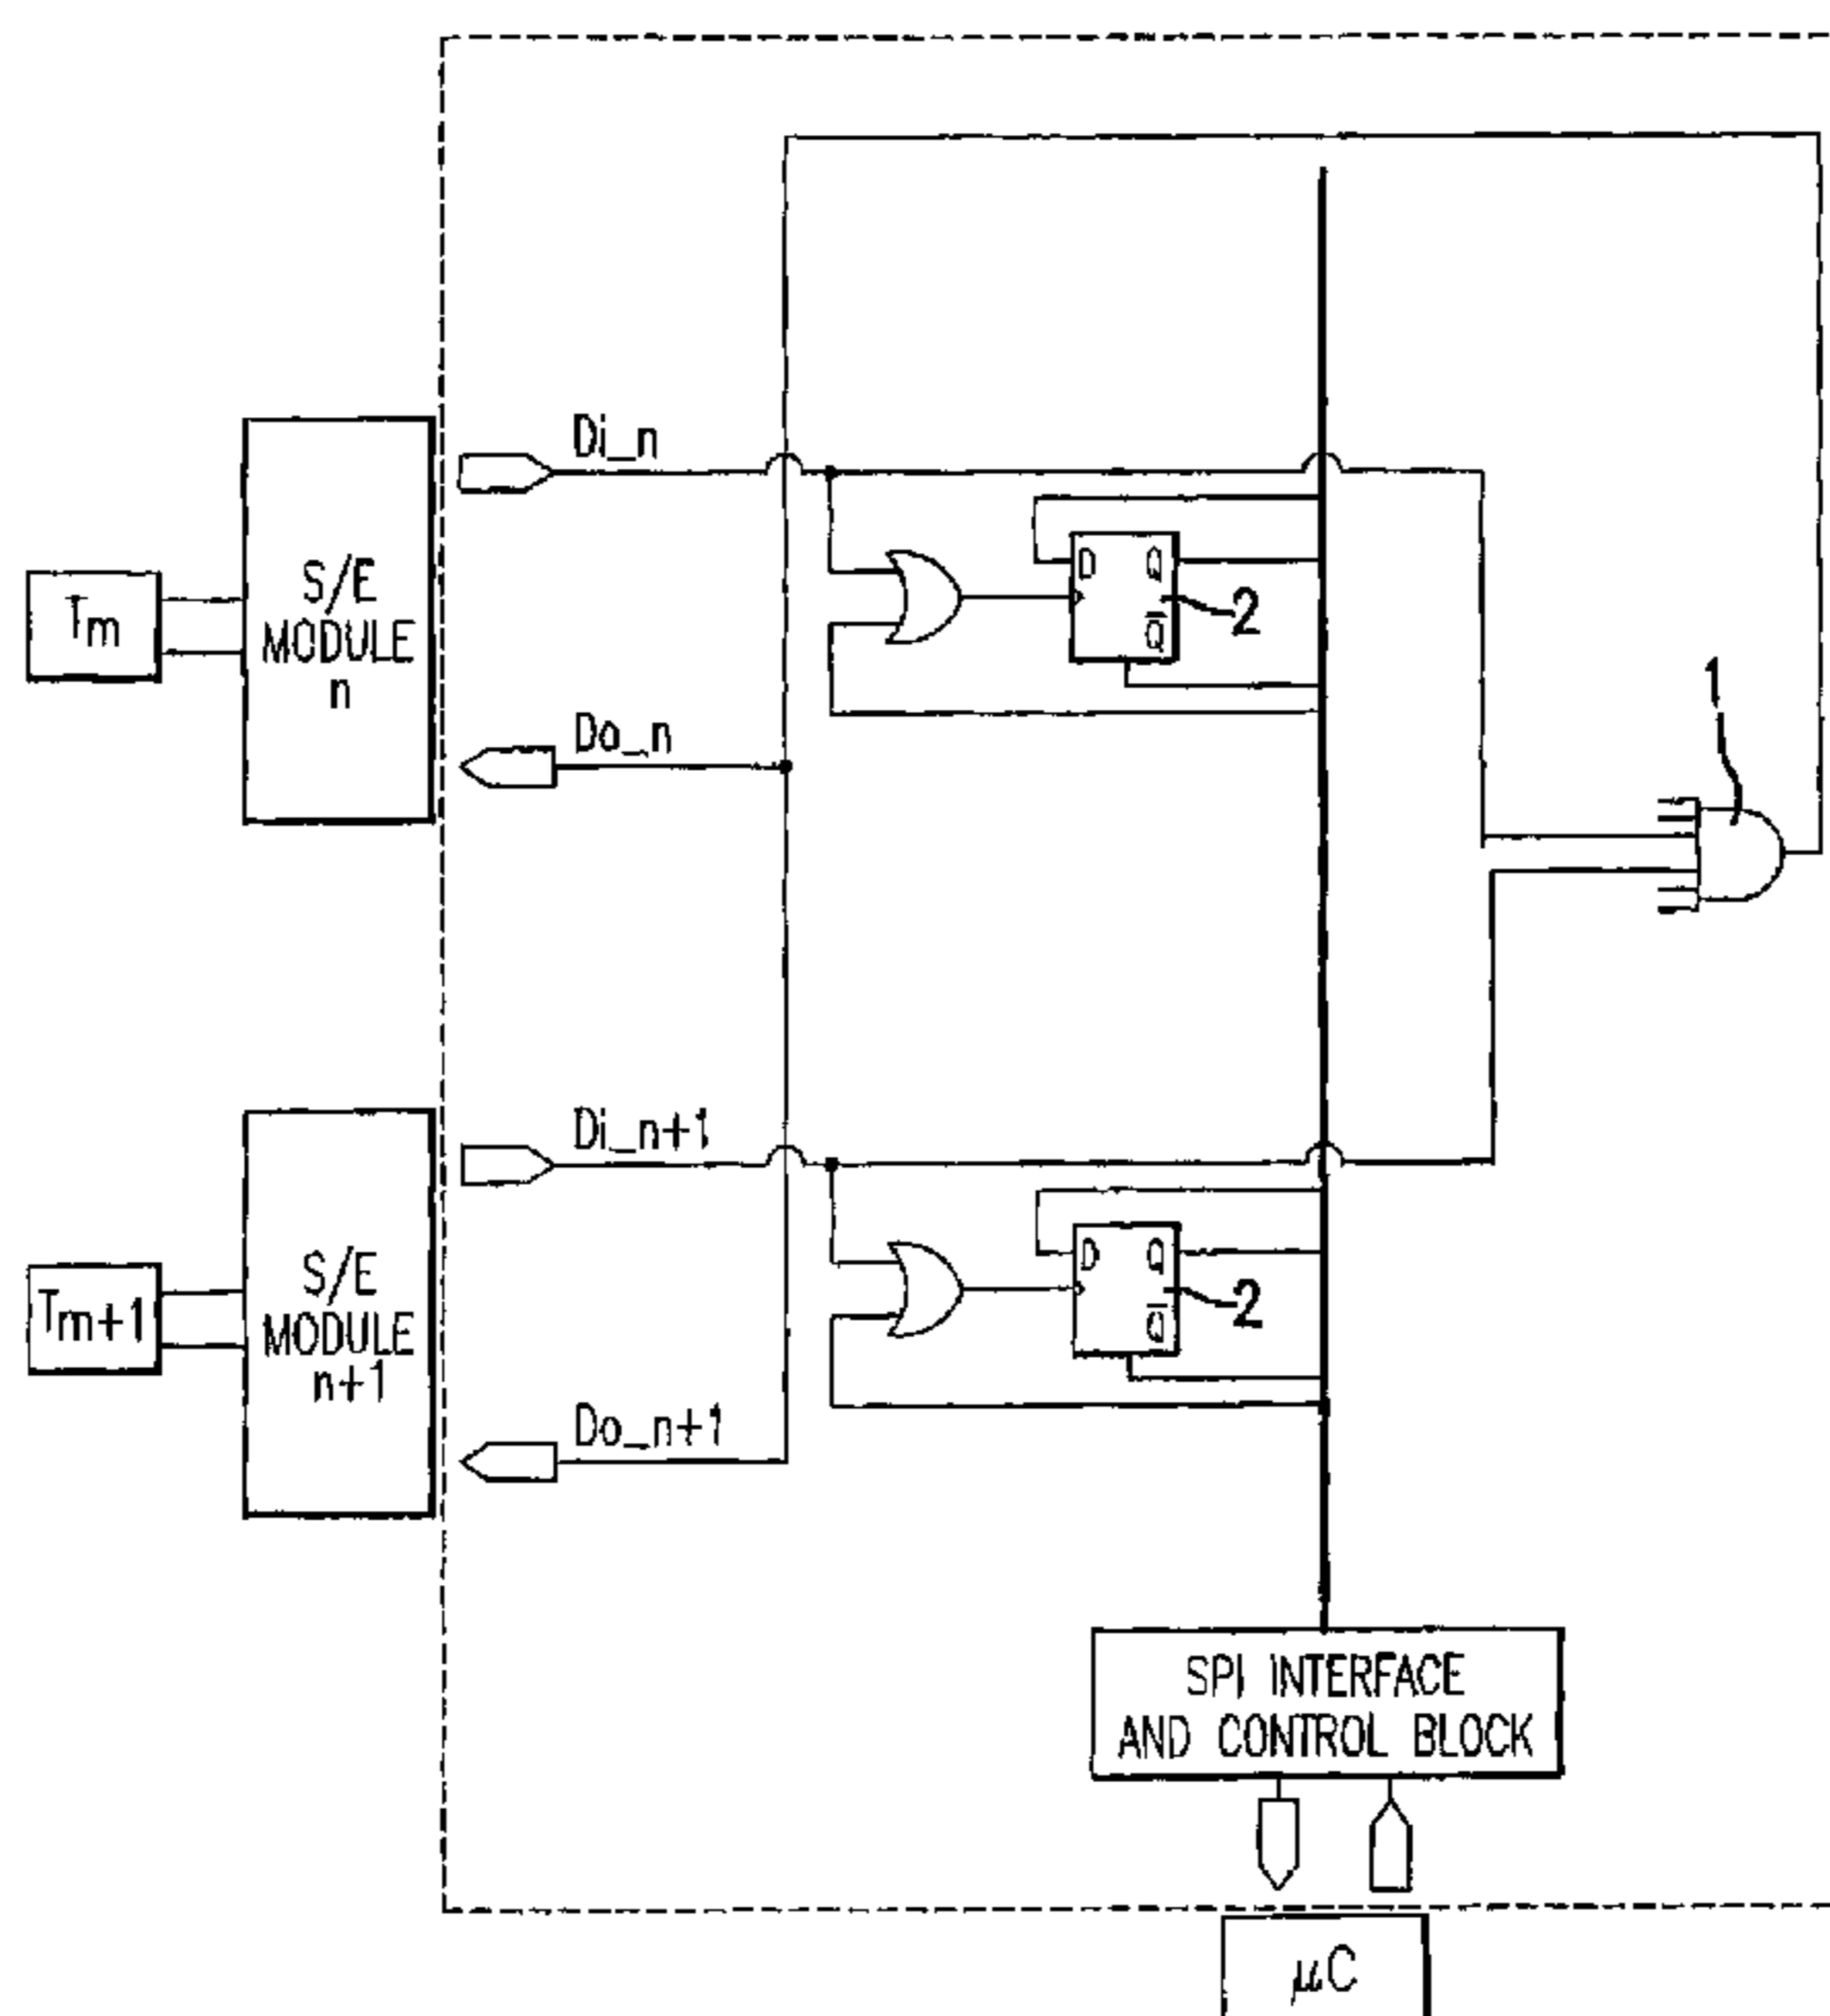 Di_n
S/E
MODULE
n
Tm
D Q
Q̅
2
1
Do_n
Di_n+1
S/E
MODULE
n+1
Tm+1
D Q
Q̅
2
Do_n+1
SPI INTERFACE
AND CONTROL BLOCK
µC